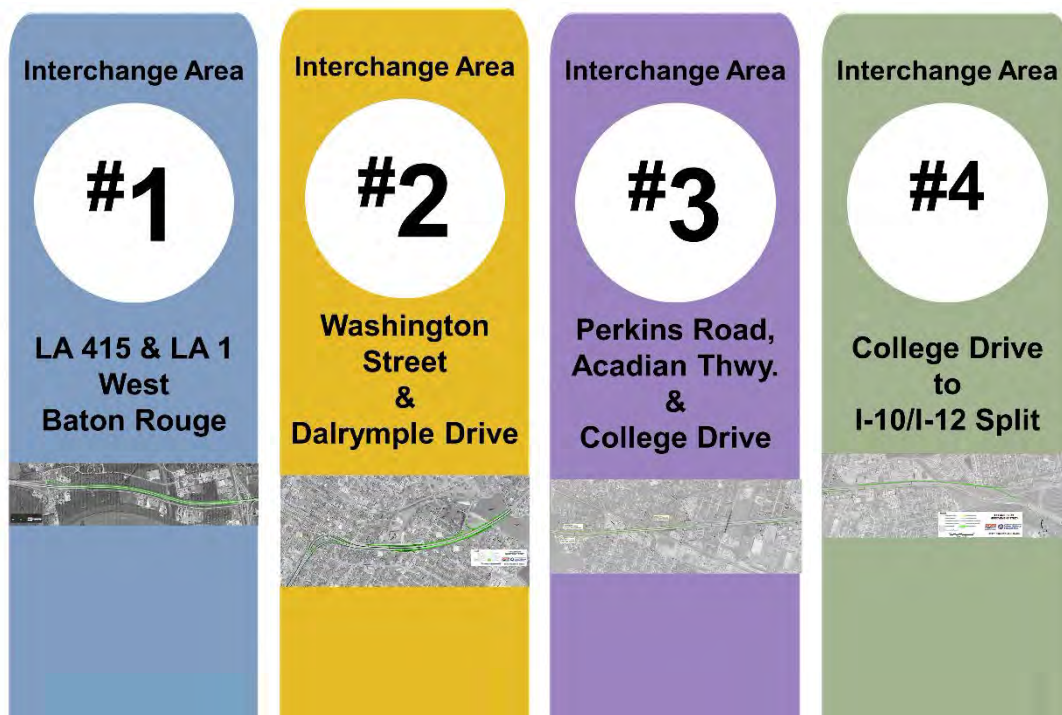 Interchange Area
#1
LA 415 & LA 1
West
Baton Rouge
Interchange Area
#2
Washington
Street
&
Dalrymple Drive
Interchange Area
#3
Perkins Road,
Acadian Thwy.
&
College Drive
Interchange Area
#4
College Drive
to
I-10/I-12 Split